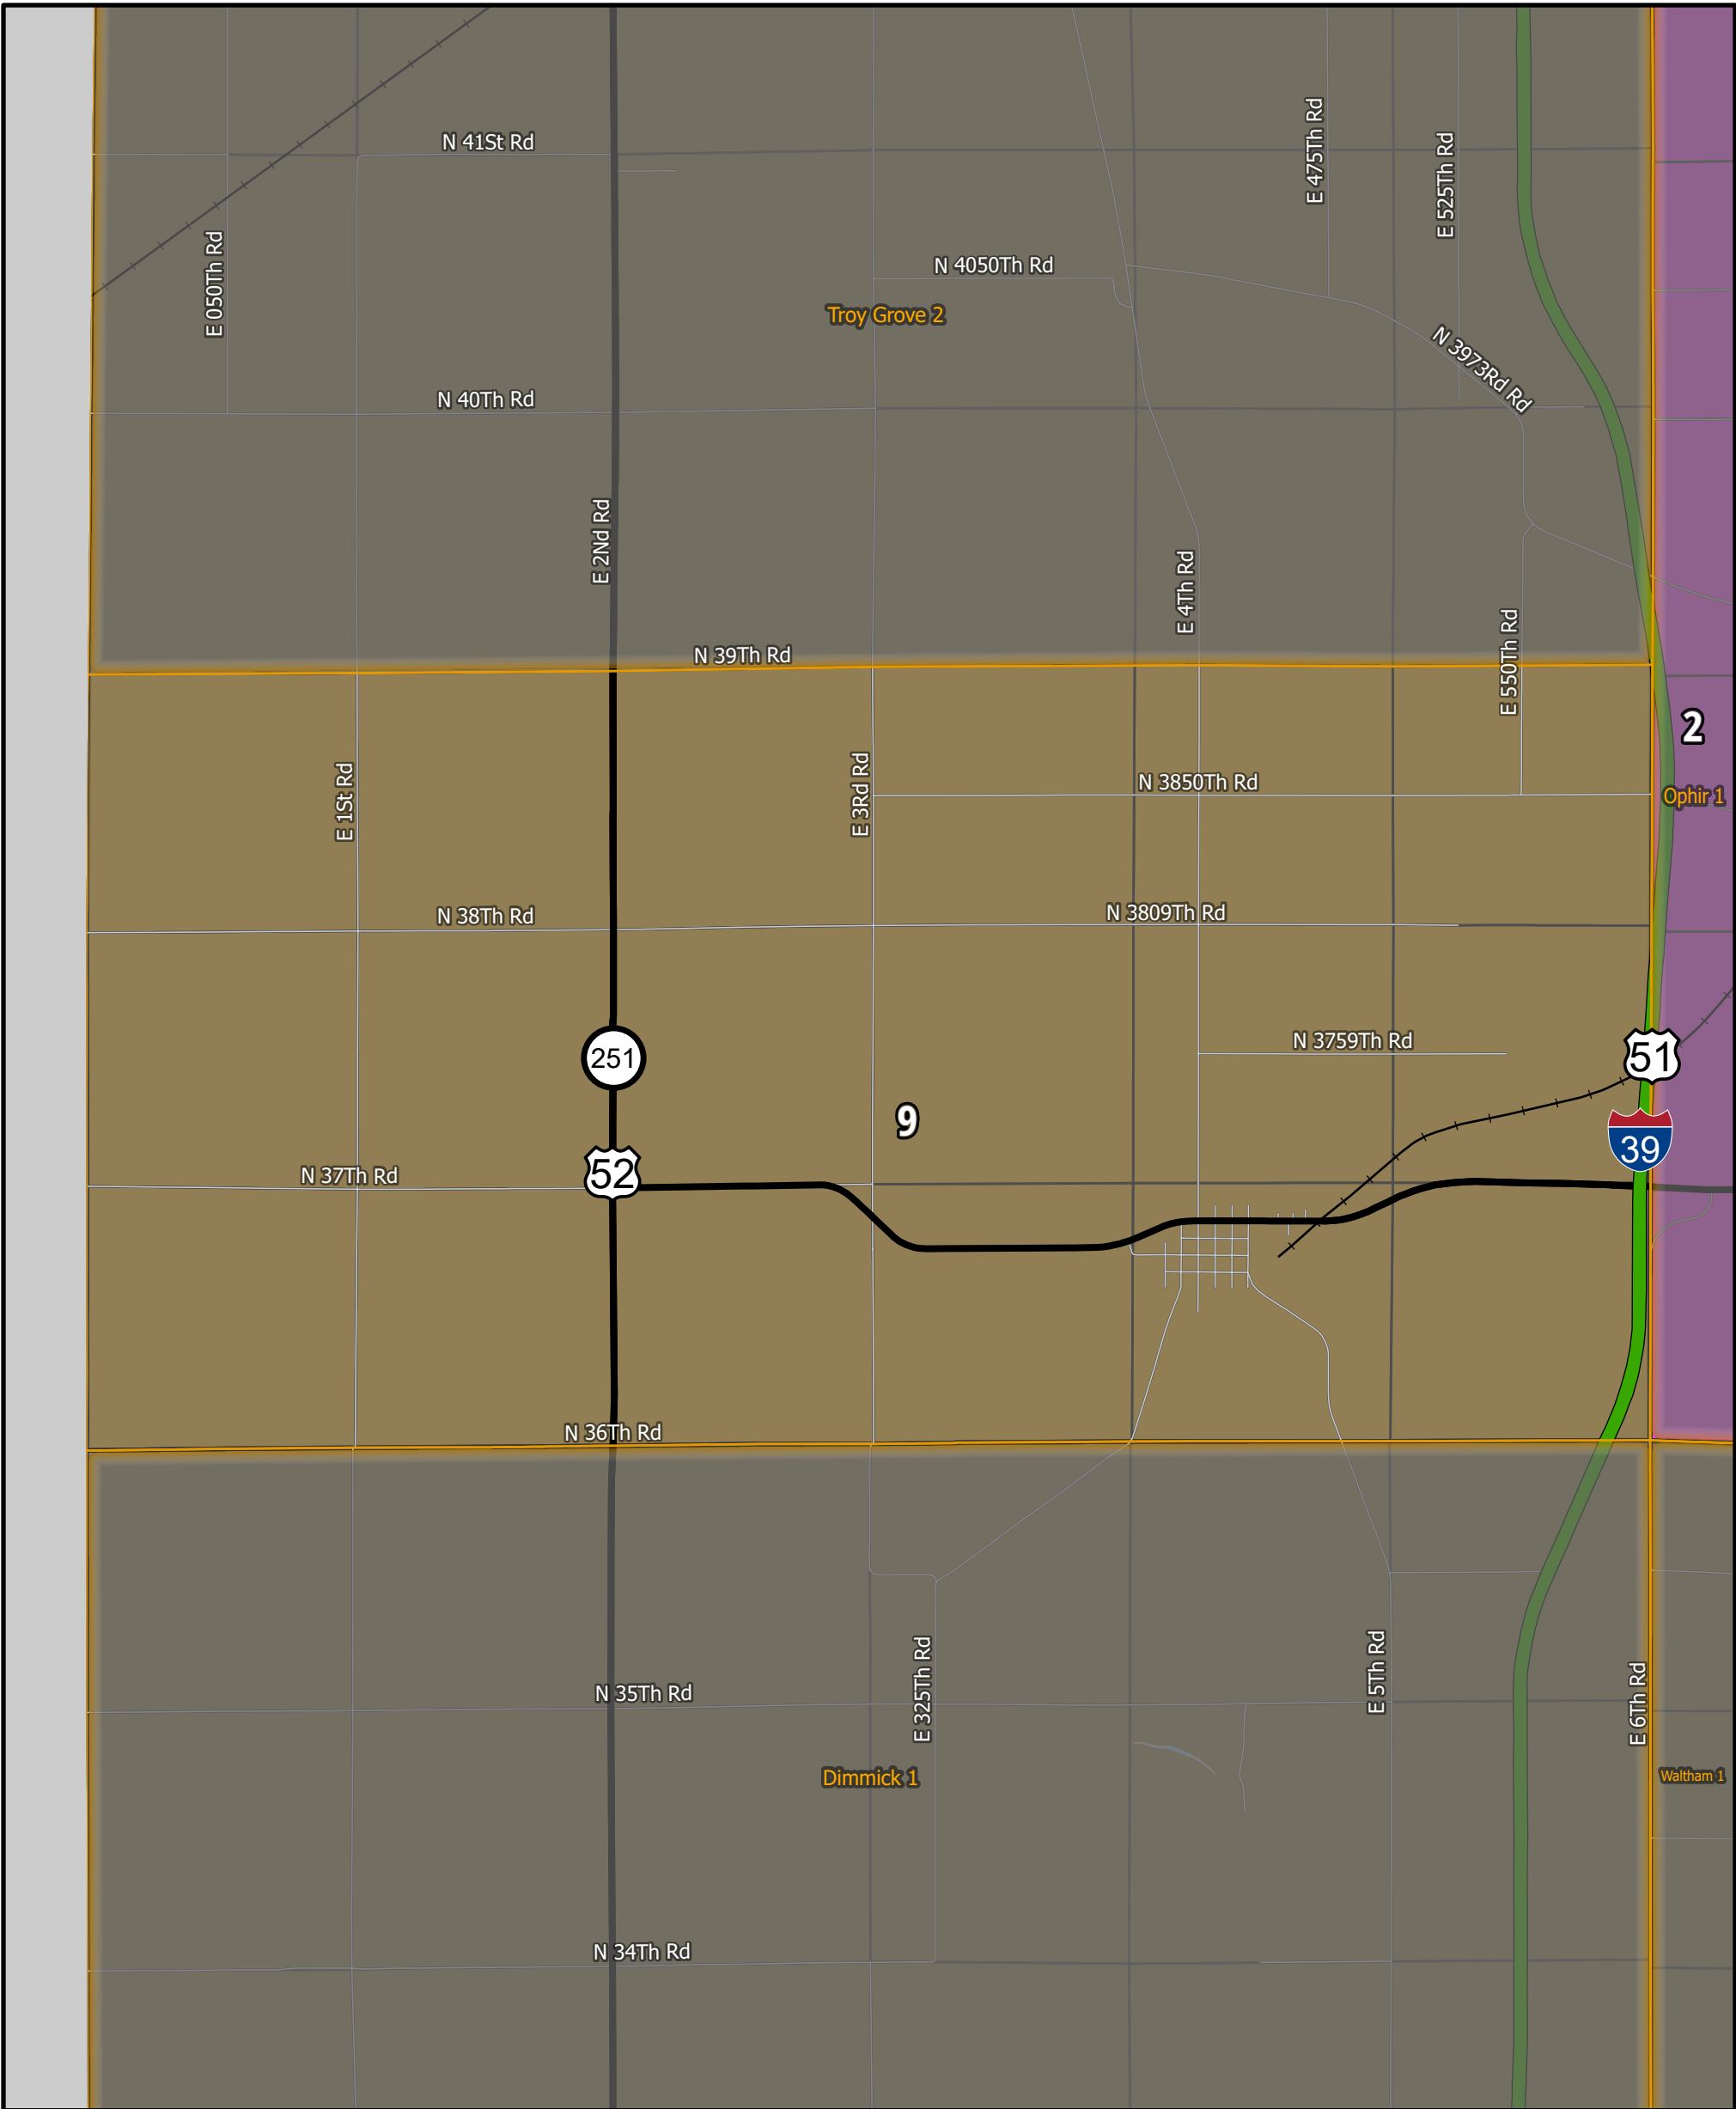 N 41St Rd
E 475Th Rd
E 525Th Rd
E 050Th Rd
N 4050Th Rd
Troy Grove 2
N 3973Rd Rd
N 40Th Rd
E 2Nd Rd
E 4Th Rd
N 39Th Rd
E 550Th Rd
2
E 1St Rd
E 3Rd Rd
N 3850Th Rd
Ophir 1
N 38Th Rd
N 3809Th Rd
251
N 3759Th Rd
51
9
39
N 37Th Rd
52
N 36Th Rd
N 35Th Rd
E 325Th Rd
E 5Th Rd
E 6Th Rd
Dimmick 1
Waltham 1
N 34Th Rd